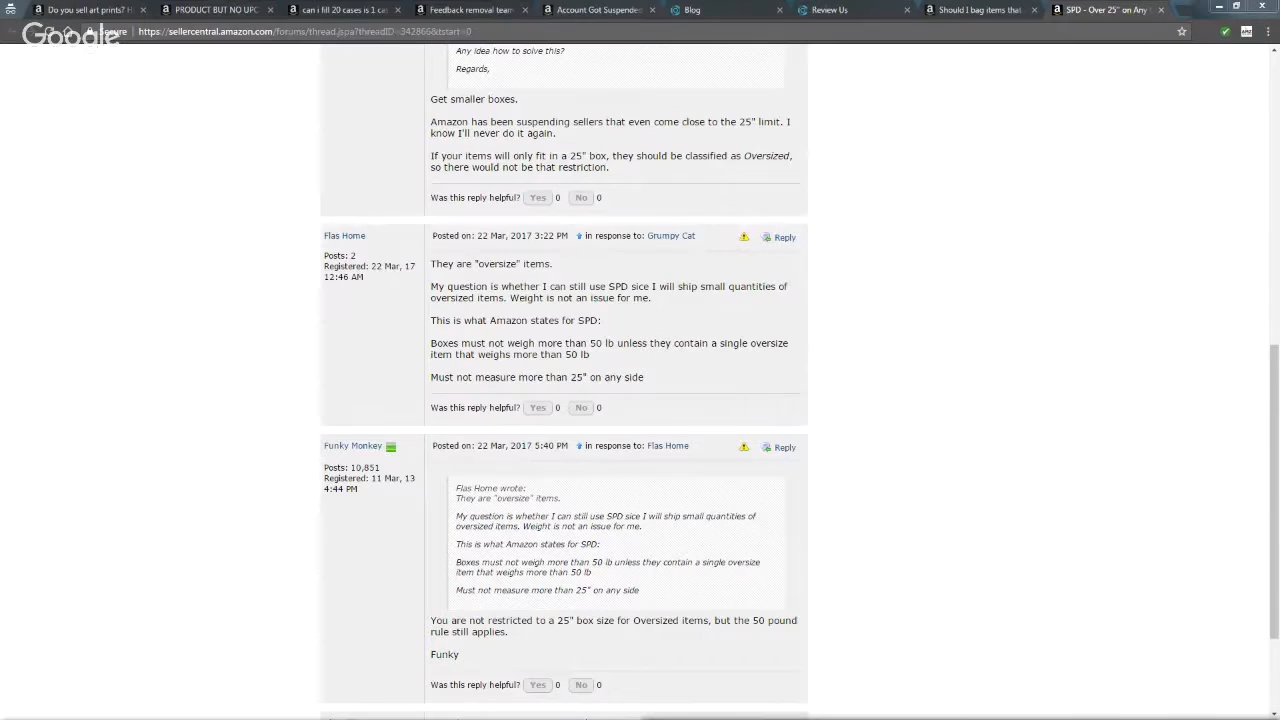 Do you sell art prints? H
PRODUCT BUT NO UPC
can i fill 20 cases is 1 ca
Feedback removal team
Account Got Suspende
Blog
Review Us
Should I bag items that
SPD - Over 25" on Any S
Google
Secure
https://sellercentral.amazon.com/forums/thread.jspa?threadID=342866&tstart=0
Any idea how to solve this?
Regards,
Get smaller boxes.
Amazon has been suspending sellers that even come close to the 25" limit. I
know I'll never do it again.
If your items will only fit in a 25" box, they should be classified as Oversized,
so there would not be that restriction.
Was this reply helpful? Yes 0 No 0
Flas Home
Posts: 2
Registered: 22 Mar, 17
12:46 AM
Posted on: 22 Mar, 2017 3:22 PM in response to: Grumpy Cat
Reply
They are "oversize" items.
My question is whether I can still use SPD sice I will ship small quantities of
oversized items. Weight is not an issue for me.
This is what Amazon states for SPD:
Boxes must not weigh more than 50 lb unless they contain a single oversize
item that weighs more than 50 lb
Must not measure more than 25" on any side
Was this reply helpful? Yes 0 No 0
Funky Monkey
Posts: 10,851
Registered: 11 Mar, 13
4:44 PM
Posted on: 22 Mar, 2017 5:40 PM in response to: Flas Home
Reply
Flas Home wrote:
They are "oversize" items.
My question is whether I can still use SPD sice I will ship small quantities of
oversized items. Weight is not an issue for me.
This is what Amazon states for SPD:
Boxes must not weigh more than 50 lb unless they contain a single oversize
item that weighs more than 50 lb
Must not measure more than 25" on any side
You are not restricted to a 25" box size for Oversized items, but the 50 pound
rule still applies.
Funky
Was this reply helpful? Yes 0 No 0